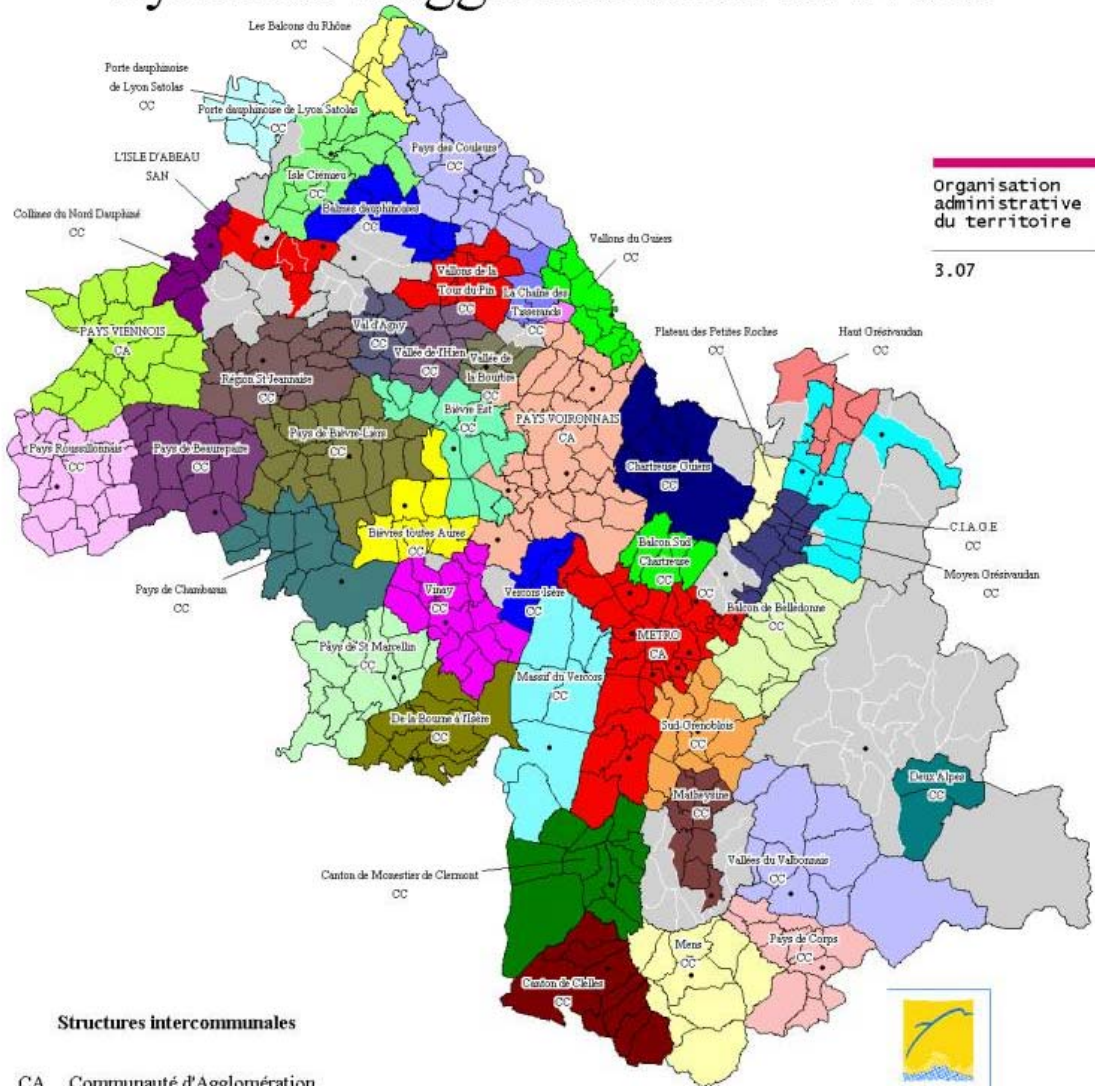 Les Balcons du Rhône
CC
Porte dauphinoise
de Lyon Satolas
CC
Porte dauphinoise de Lyon Satolas
CC
Pays des Couleurs
CC
L'ISLE D'ABEAU
SAN
Isle Crémieu
CC
Organisation
administrative
du territoire
3.07
Balmes dauphinoises
CC
Collines du Nord Dauphiné
CC
Vallons du Guiers
CC
Vallons de la
Tour du Pin
CC
La Chaîne des
Tisserands
CC
PAYS VIENNOIS
CA
Val d'Agny
CC
Vallée de l'Hien
CC
Vallée de
la Bourbre
CC
Plateau des Petites Roches
CC
Haut Grésivaudan
CC
Région St Jeannaise
CC
Bièvre Est
CC
PAYS VOIRONNAIS
CA
Pays Roussillonnais
CC
Pays de Beaurepaire
CC
Pays de Bièvre-Liers
CC
Chartreuse Guiers
CC
C.I.A.G.E
CC
Bièvres toutes Aures
CC
Balcon Sud
Chartreuse
CC
Moyen Grésivaudan
CC
Pays de Chambaran
CC
Vinay
CC
Vercors Isère
CC
Balcon de Belledonne
CC
METRO
CA
Pays de St Marcellin
CC
Massif du Vercors
CC
De la Bourne à l'Isère
CC
Sud-Grenoblois
CC
Deux Alpes
CC
Matheysine
CC
Vallées du Valbonnais
CC
Canton de Monestier de Clermont
CC
Mens
CC
Pays de Corps
CC
Canton de Clelles
CC
Structures intercommunales
CA Communauté d'Agglomération